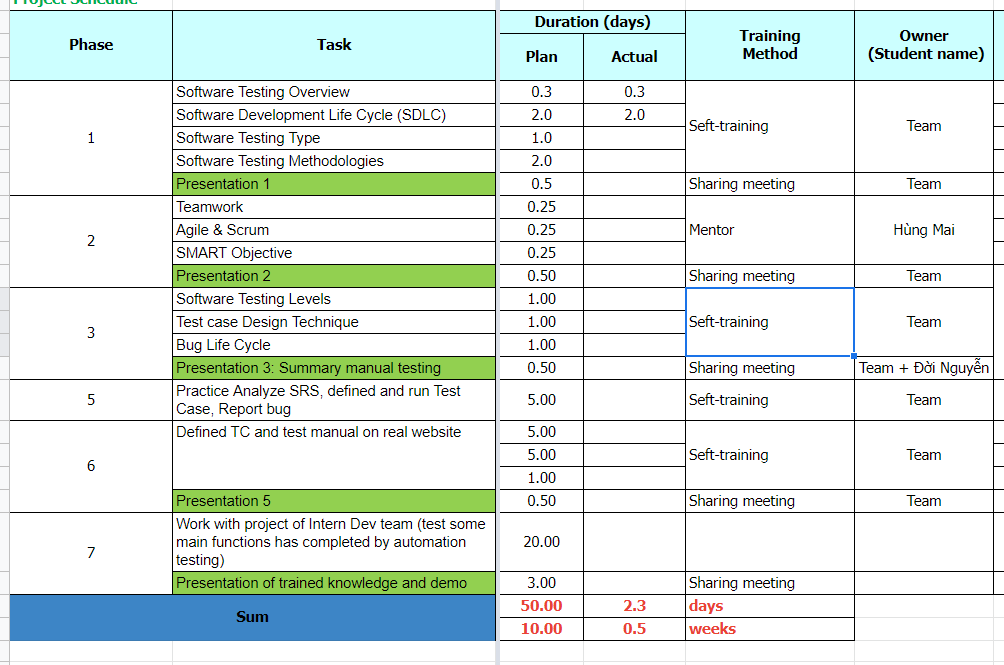 Project Schedule
Phase Task Duration (days) Training Method Owner (Student name)
Plan Actual
1
Software Testing Overview 0.3 0.3 Seft-training Team
Software Development Life Cycle (SDLC) 2.0 2.0
Software Testing Type 1.0
Software Testing Methodologies 2.0
Presentation 1 0.5 Sharing meeting Team
2
Teamwork 0.25 Mentor Hùng Mai
Agile & Scrum 0.25
SMART Objective 0.25
Presentation 2 0.50 Sharing meeting Team
3
Software Testing Levels 1.00 Seft-training Team
Test case Design Technique 1.00
Bug Life Cycle 1.00
Presentation 3: Summary manual testing 0.50 Sharing meeting Team + Đời Nguyễn
5
Practice Analyze SRS, defined and run Test
Case, Report bug 5.00 Seft-training Team
6
Defined TC and test manual on real website 5.00 Seft-training Team
5.00
1.00
Presentation 5 0.50 Sharing meeting Team
7
Work with project of Intern Dev team (test some
main functions has completed by automation
testing) 20.00
Presentation of trained knowledge and demo 3.00 Sharing meeting
Sum 50.00 2.3 days
10.00 0.5 weeks